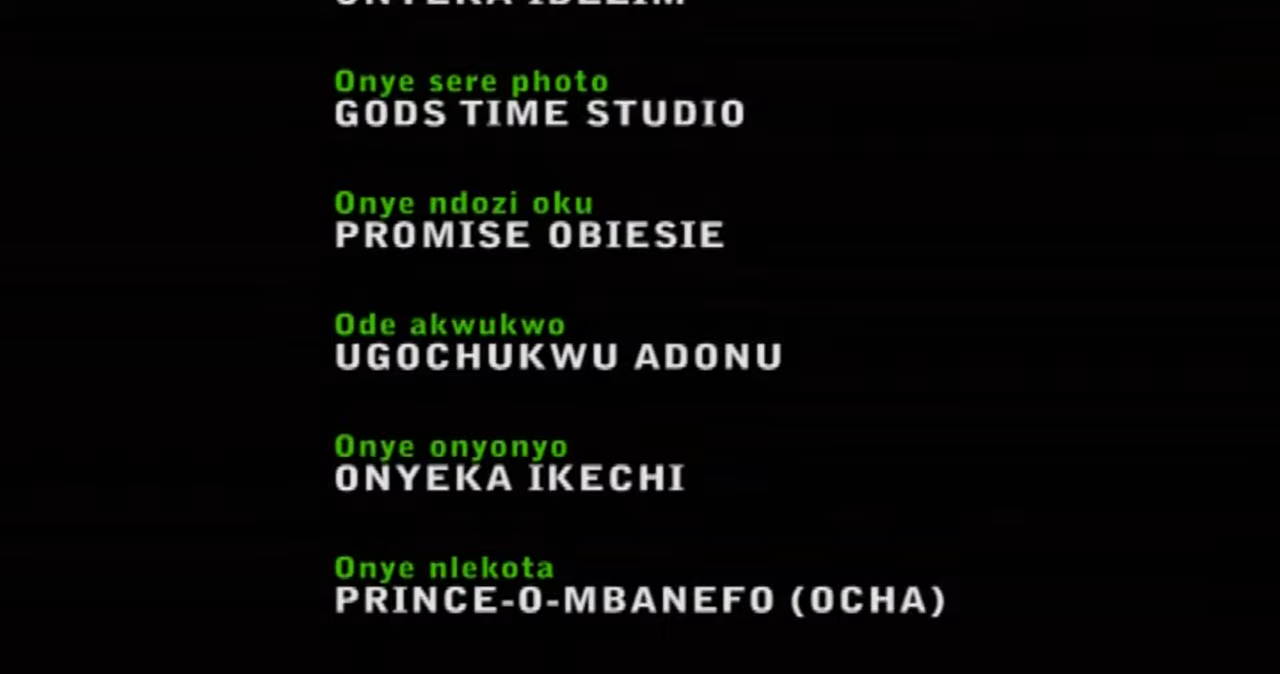 Onye sere photo
GODS TIME STUDIO
Onye ndozi oku
PROMISE OBIESIE
Ode akwukwo
UGOCHUKWU ADONU
Onye onyonyo
ONYEKA IKECHI
Onye nlekota
PRINCE-O-MBANEFO (OCHA)